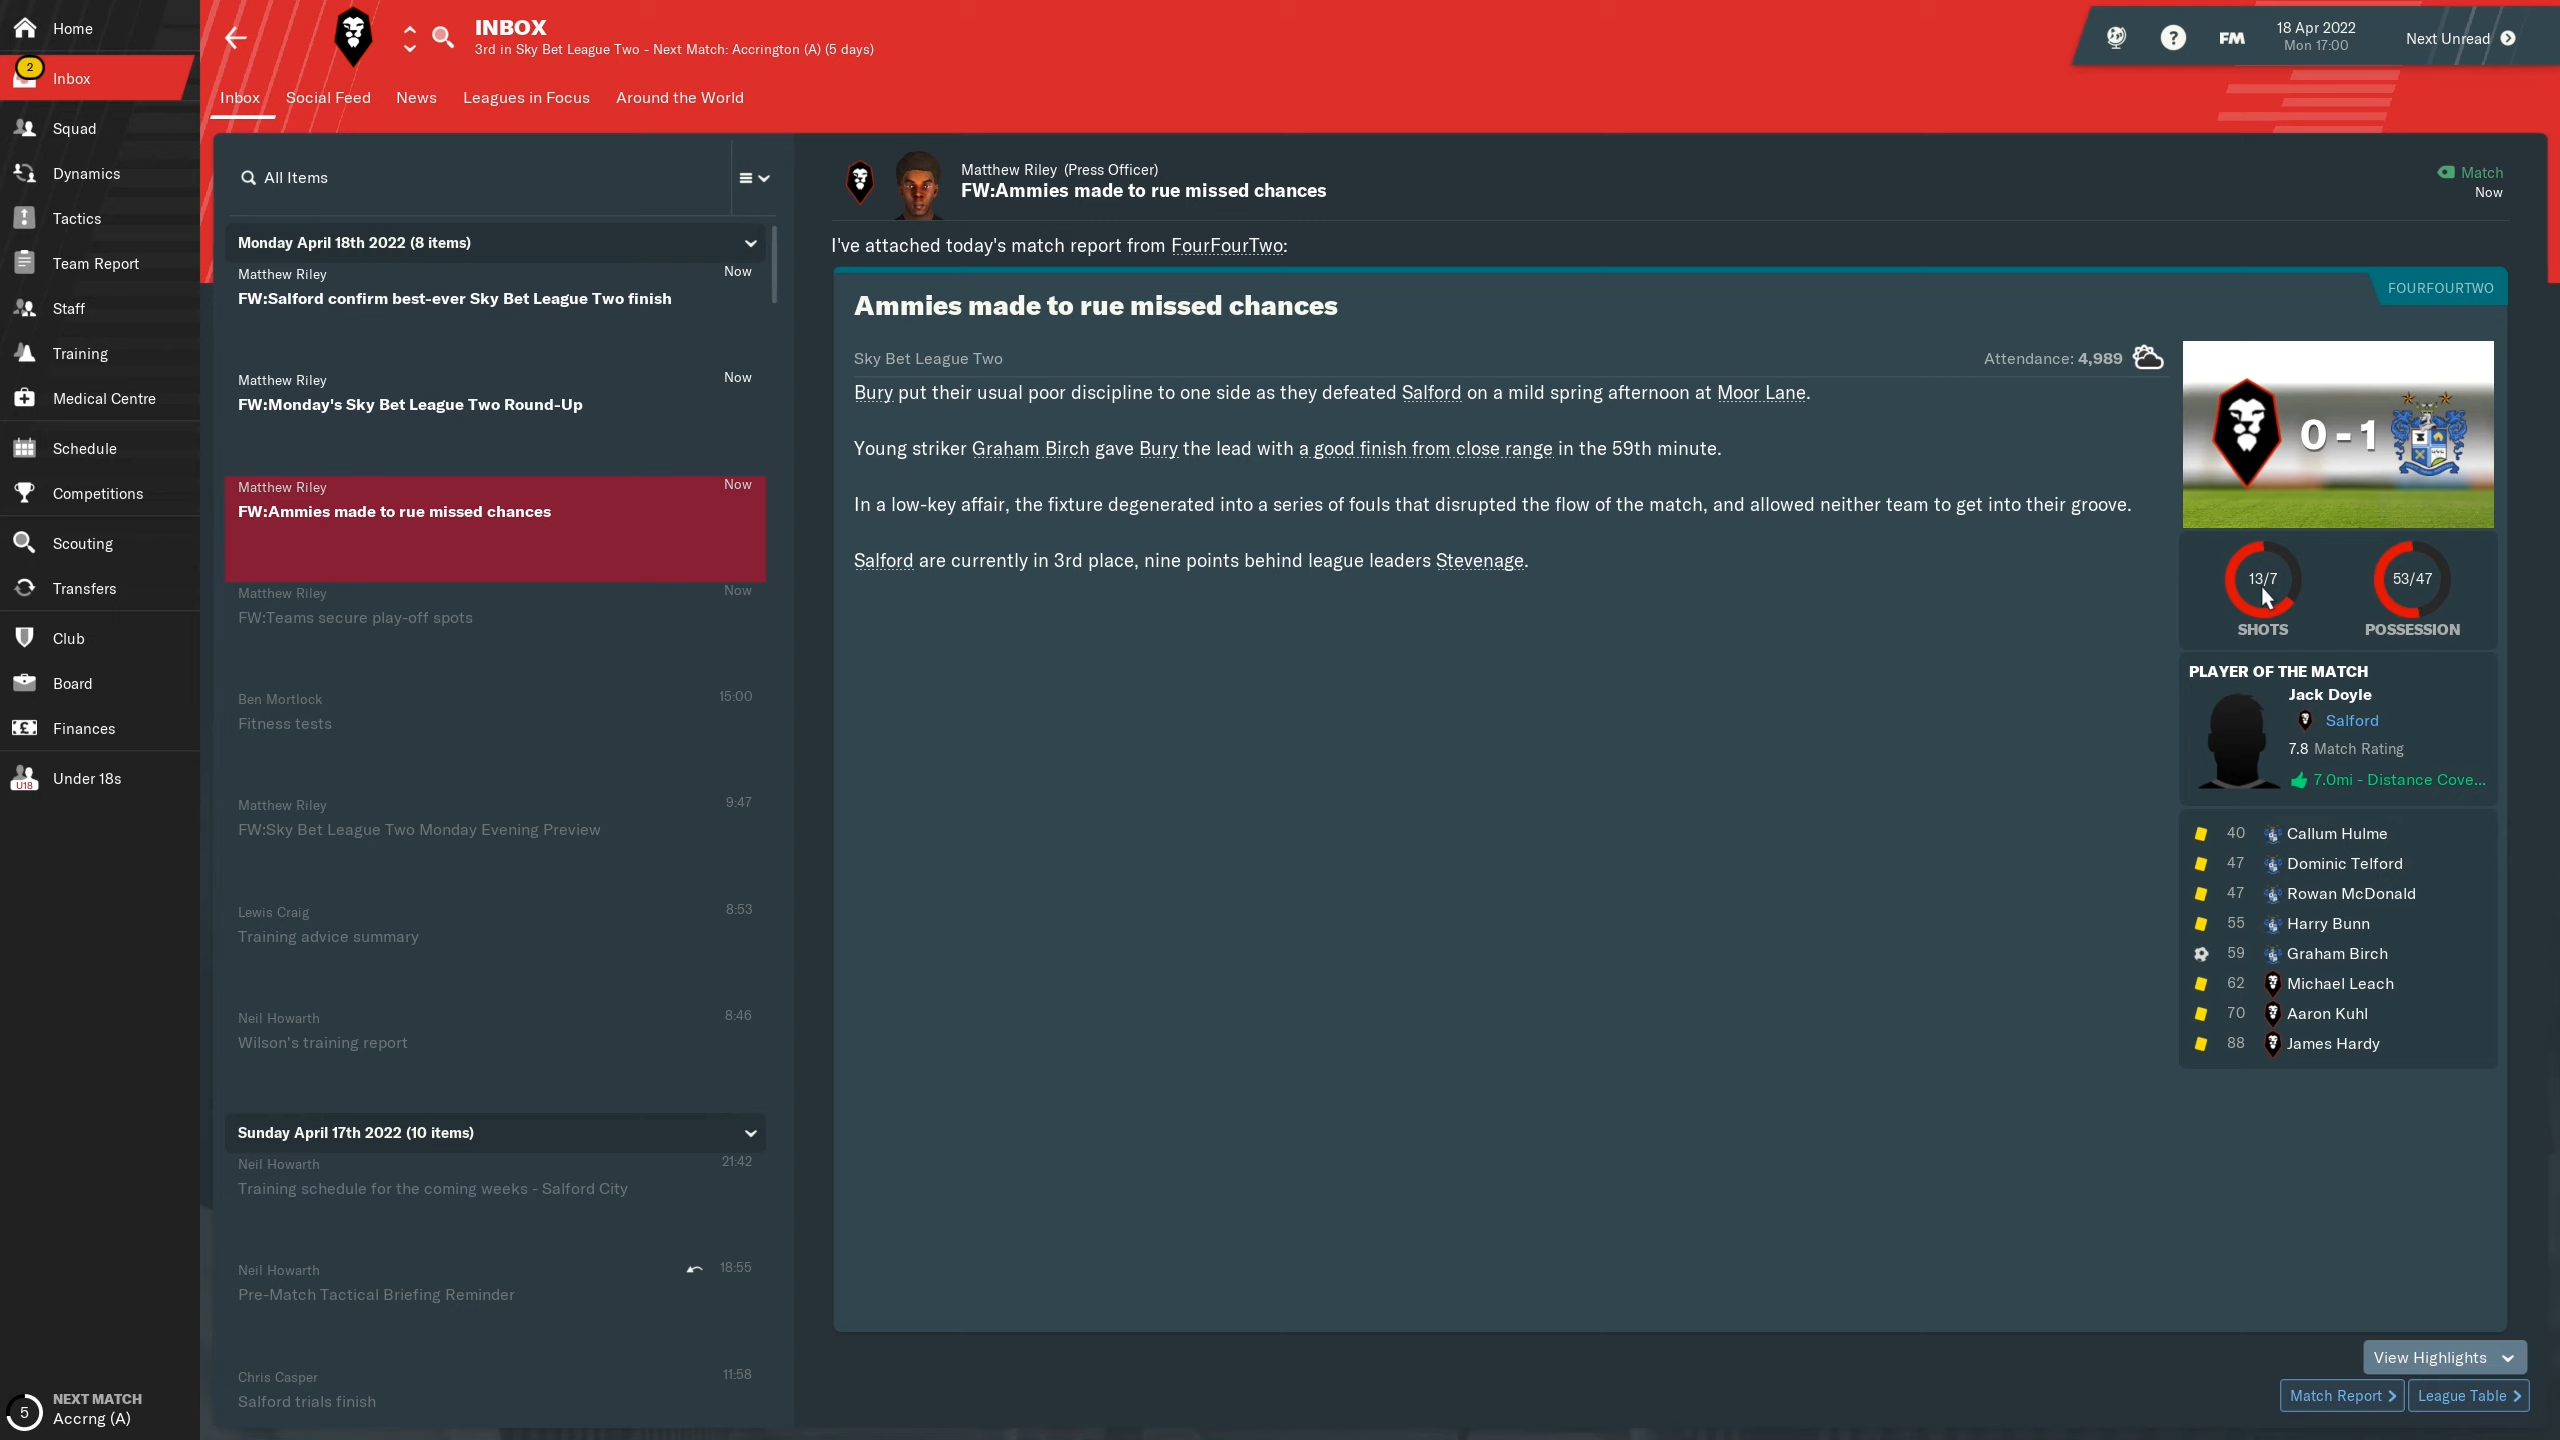 Home
2
Inbox
Squad
Dynamics
Tactics
Team Report
Staff
Training
Medical Centre
Schedule
Competitions
Scouting
Transfers
Club
Board
Finances
U18
Under 18s
5
NEXT MATCH
Accrng (A)
INBOX
3rd in Sky Bet League Two - Next Match: Accrington (A) (5 days)
? FM
18 Apr 2022
Mon 17:00
Next Unread
Inbox Social Feed News Leagues in Focus Around the World
All Items
Monday April 18th 2022 (8 items)
Matthew Riley Now
FW:Salford confirm best-ever Sky Bet League Two finish
Matthew Riley Now
FW:Monday's Sky Bet League Two Round-Up
Matthew Riley Now
FW:Ammies made to rue missed chances
Matthew Riley Now
FW:Teams secure play-off spots
Ben Mortlock 15:00
Fitness tests
Matthew Riley 9:47
FW:Sky Bet League Two Monday Evening Preview
Lewis Craig 8:53
Training advice summary
Neil Howarth 8:46
Wilson's training report
Sunday April 17th 2022 (10 items)
Neil Howarth 21:42
Training schedule for the coming weeks - Salford City
Neil Howarth 18:55
Pre-Match Tactical Briefing Reminder
Chris Casper 11:58
Salford trials finish
Matthew Riley (Press Officer)
FW:Ammies made to rue missed chances
Match
Now
I've attached today's match report from FourFourTwo:
FOURFOURTWO
Ammies made to rue missed chances
Sky Bet League Two Attendance: 4,989
Bury put their usual poor discipline to one side as they defeated Salford on a mild spring afternoon at Moor Lane.
Young striker Graham Birch gave Bury the lead with a good finish from close range in the 59th minute.
In a low-key affair, the fixture degenerated into a series of fouls that disrupted the flow of the match, and allowed neither team to get into their groove.
Salford are currently in 3rd place, nine points behind league leaders Stevenage.
0 - 1
13/7 53/47
SHOTS POSSESSION
PLAYER OF THE MATCH
Jack Doyle
Salford
7.8 Match Rating
7.0mi - Distance Cove...
40 Callum Hulme
47 Dominic Telford
47 Rowan McDonald
55 Harry Bunn
59 Graham Birch
62 Michael Leach
70 Aaron Kuhl
88 James Hardy
View Highlights
Match Report League Table